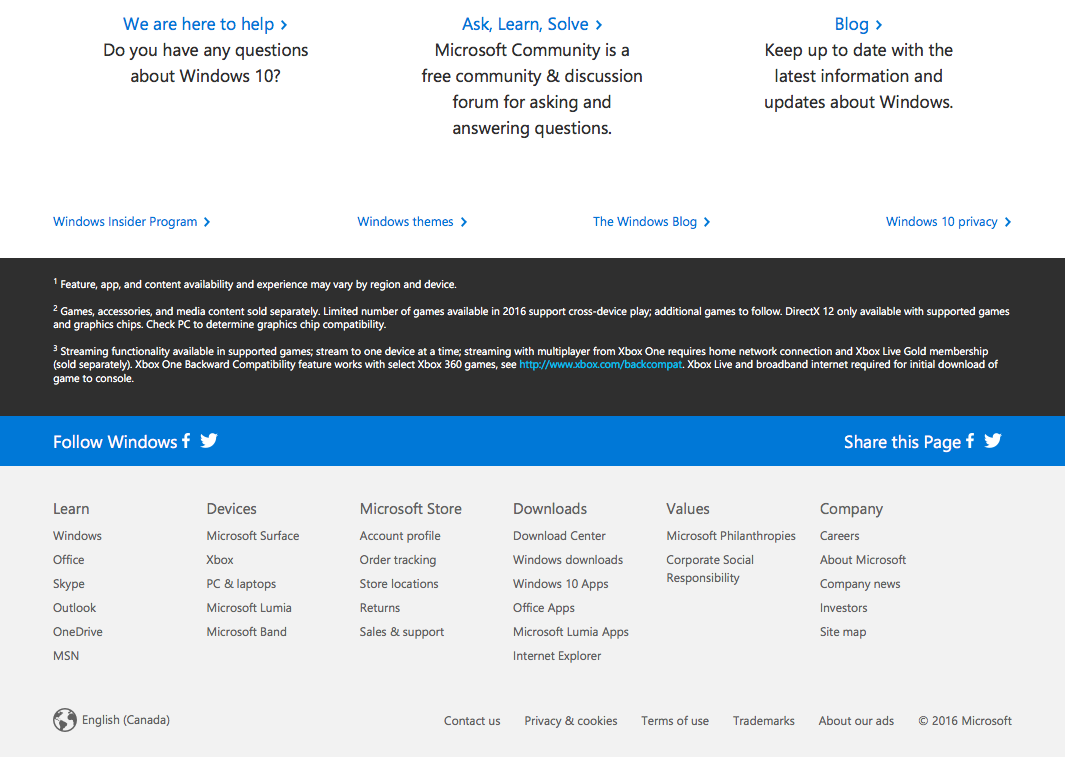 We are here to help
Do you have any questions
about Windows 10?
Ask, Learn, Solve
Microsoft Community is a
free community & discussion
forum for asking and
answering questions.
Blog
Keep up to date with the
latest information and
updates about Windows.
Windows Insider Program
Windows themes
The Windows Blog
Windows 10 privacy
1 Feature, app, and content availability and experience may vary by region and device.
2 Games, accessories, and media content sold separately. Limited number of games available in 2016 support cross-device play; additional games to follow. DirectX 12 only available with supported games
and graphics chips. Check PC to determine graphics chip compatibility.
3 Streaming functionality available in supported games; stream to one device at a time; streaming with multiplayer from Xbox One requires home network connection and Xbox Live Gold membership
(sold separately). Xbox One Backward Compatibility feature works with select Xbox 360 games, see http://www.xbox.com/backcompat. Xbox Live and broadband internet required for initial download of
game to console.
Follow Windows
Share this Page
Learn
Windows
Office
Skype
Outlook
OneDrive
MSN
Devices
Microsoft Surface
Xbox
PC & laptops
Microsoft Lumia
Microsoft Band
Microsoft Store
Account profile
Order tracking
Store locations
Returns
Sales & support
Downloads
Download Center
Windows downloads
Windows 10 Apps
Office Apps
Microsoft Lumia Apps
Internet Explorer
Values
Microsoft Philanthropies
Corporate Social
Responsibility
Company
Careers
About Microsoft
Company news
Investors
Site map
English (Canada)
Contact us
Privacy & cookies
Terms of use
Trademarks
About our ads
© 2016 Microsoft